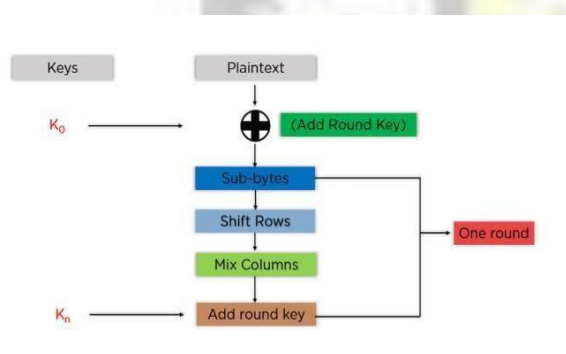 Keys
Plaintext
K₀
(Add Round Key)
Sub-bytes
Shift Rows
One round
Mix Columns
Kₙ
Add round key